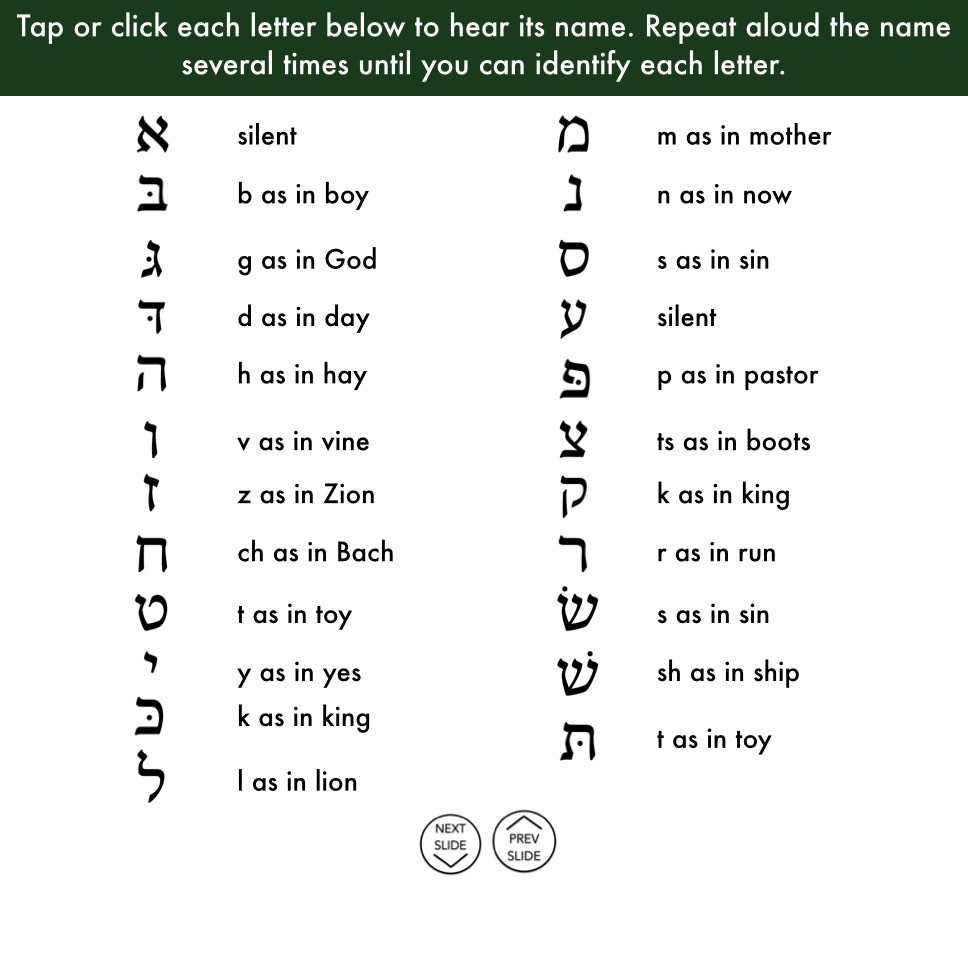 Tap or click each letter below to hear its name. Repeat aloud the name
several times until you can identify each letter.
א silent
בּ b as in boy
גּ g as in God
דּ d as in day
ה h as in hay
ו v as in vine
ז z as in Zion
ח ch as in Bach
ט t as in toy
י y as in yes
כּ k as in king
ל l as in lion
מ m as in mother
נ n as in now
ס s as in sin
ע silent
פּ p as in pastor
צ ts as in boots
ק k as in king
ר r as in run
שׂ s as in sin
שׁ sh as in ship
תּ t as in toy
NEXT
SLIDE
PREV
SLIDE